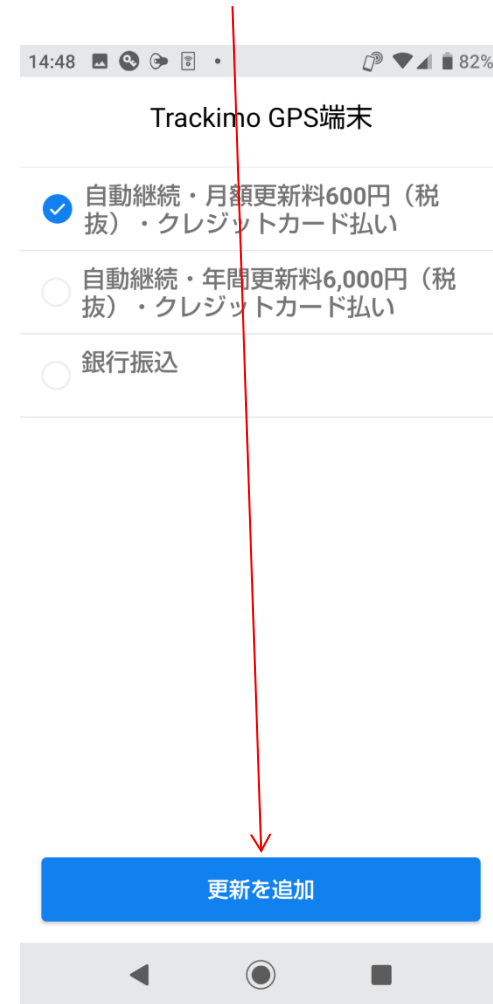 14:48
82%
Trackimo GPS端末
自動継続・月額更新料600円（税
抜）・クレジットカード払い
自動継続・年間更新料6,000円（税
抜）・クレジットカード払い
銀行振込
更新を追加